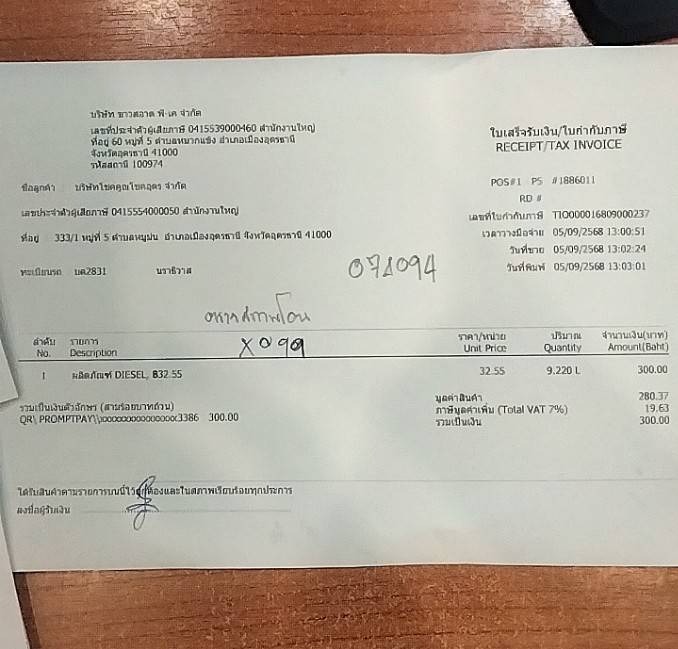 บริษัท ขาวสอาด พี.เค จำกัด
เลขที่ประจำตัวผู้เสียภาษี 0415539000460 สำนักงานใหญ่
ที่อยู่ 60 หมู่ที่ 5 ตำบลหมากแข้ง อำเภอเมืองอุดรธานี
จังหวัดอุดรธานี 41000
รหัสสถานี 100974
ใบเสร็จรับเงิน/ใบกำกับภาษี
RECEIPT/TAX INVOICE
ชื่อลูกค้า บริษัทโชคคูณโชคอุดร จำกัด
POS#1 PS #1886011
RD #
เลขประจำตัวผู้เสียภาษี 0415554000050 สำนักงานใหญ่
เลขที่ใบกำกับภาษี TIO000016809000237
เวลาวางมือจ่าย 05/09/2568 13:00:51
ที่อยู่ 333/1 หมู่ที่ 5 ตำบลหมูม่น อำเภอเมืองอุดรธานี จังหวัดอุดรธานี 41000
วันที่ขาย 05/09/2568 13:02:24
ทะเบียนรถ บต2831 นราธิวาส
071094
วันที่พิมพ์ 05/09/2568 13:03:01
X099
ลำดับ รายการ ราคา/หน่วย ปริมาณ จำนวนเงิน(บาท)
No. Description Unit Price Quantity Amount(Baht)
1 ผลิตภัณฑ์ DIESEL, B32.55 32.55 9.220 L 300.00
มูลค่าสินค้า 280.37
รวมเป็นเงินตัวอักษร (สามร้อยบาทถ้วน)
ภาษีมูลค่าเพิ่ม (Total VAT 7%) 19.63
QR\ PROMPTPAY\ 3386 300.00
รวมเป็นเงิน 300.00
ได้รับสินค้าตามรายการบนนี้ไว้ถูกต้องและในสภาพเรียบร้อยทุกประการ
ลงชื่อผู้รับเงิน